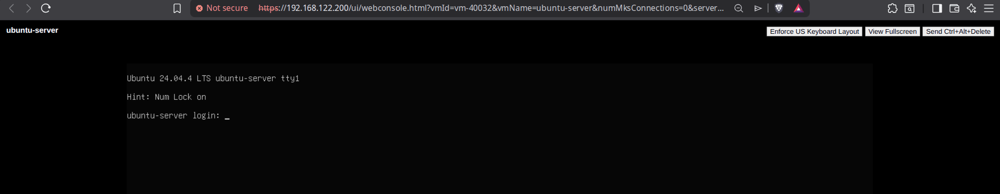 Not secure https://192.168.122.200/ui/webconsole.html?vmId=vm-40032&vmName=ubuntu-server&numMksConnections=0&server...
ubuntu-server
Enforce US Keyboard Layout View Fullscreen Send Ctrl+Alt+Delete
Ubuntu 24.04.4 LTS ubuntu-server tty1
Hint: Num Lock on
ubuntu-server login: _